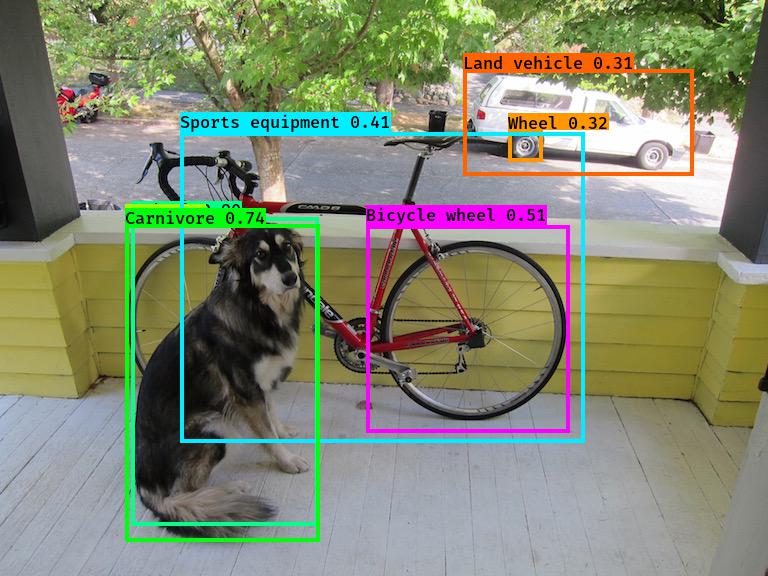 Land vehicle 0.31
Sports equipment 0.41
Wheel 0.32
Carnivore 0.74
Bicycle wheel 0.51